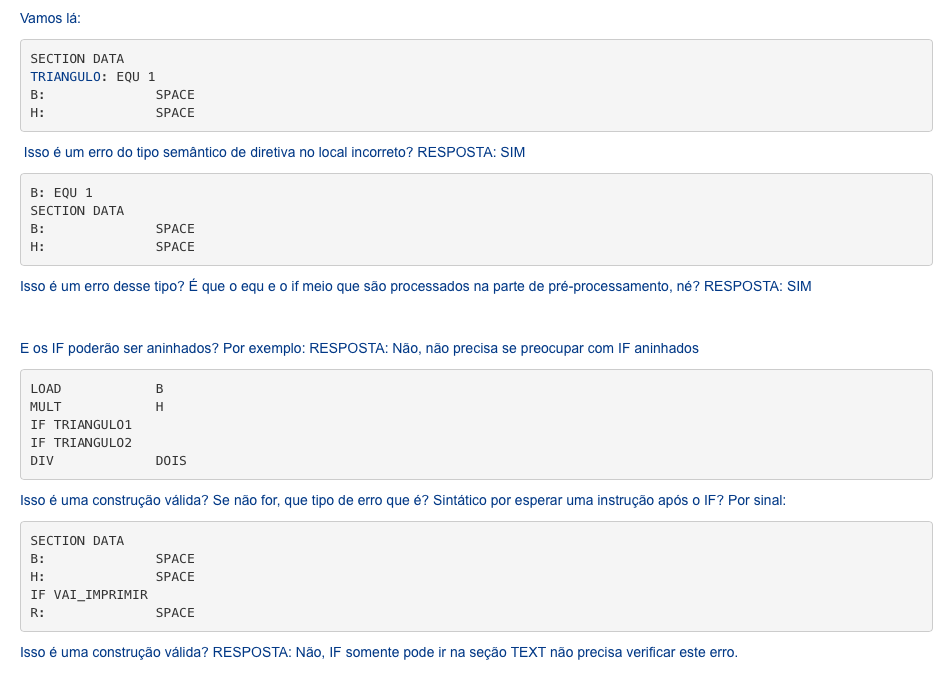 Vamos lá:
SECTION DATA
TRIANGULO: EQU 1
B:              SPACE
H:              SPACE
Isso é um erro do tipo semântico de diretiva no local incorreto? RESPOSTA: SIM
B: EQU 1
SECTION DATA
B:              SPACE
H:              SPACE
Isso é um erro desse tipo? É que o equ e o if meio que são processados na parte de pré-processamento, né? RESPOSTA: SIM
E os IF poderão ser aninhados? Por exemplo: RESPOSTA: Não, não precisa se preocupar com IF aninhados
LOAD            B
MULT            H
IF TRIANGULO1
IF TRIANGULO2
DIV             DOIS
Isso é uma construção válida? Se não for, que tipo de erro que é? Sintático por esperar uma instrução após o IF? Por sinal:
SECTION DATA
B:              SPACE
H:              SPACE
IF VAI_IMPRIMIR
R:              SPACE
Isso é uma construção válida? RESPOSTA: Não, IF somente pode ir na seção TEXT não precisa verificar este erro.